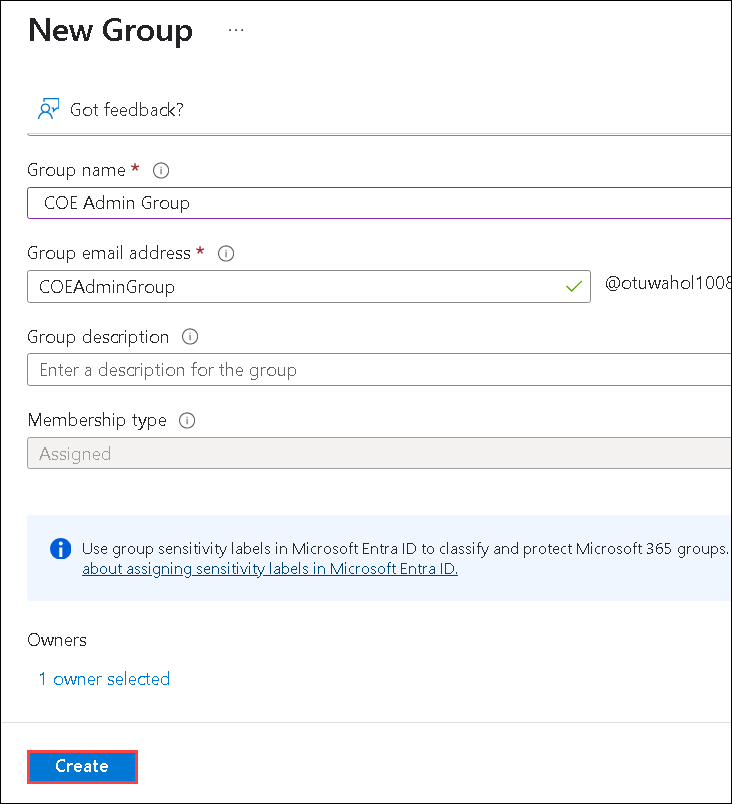 New Group ...
Got feedback?
Group name *
COE Admin Group
Group email address *
COEAdminGroup @otuwahol1008
Group description
Enter a description for the group
Membership type
Assigned
Use group sensitivity labels in Microsoft Entra ID to classify and protect Microsoft 365 groups.
about assigning sensitivity labels in Microsoft Entra ID.
Owners
1 owner selected
Create